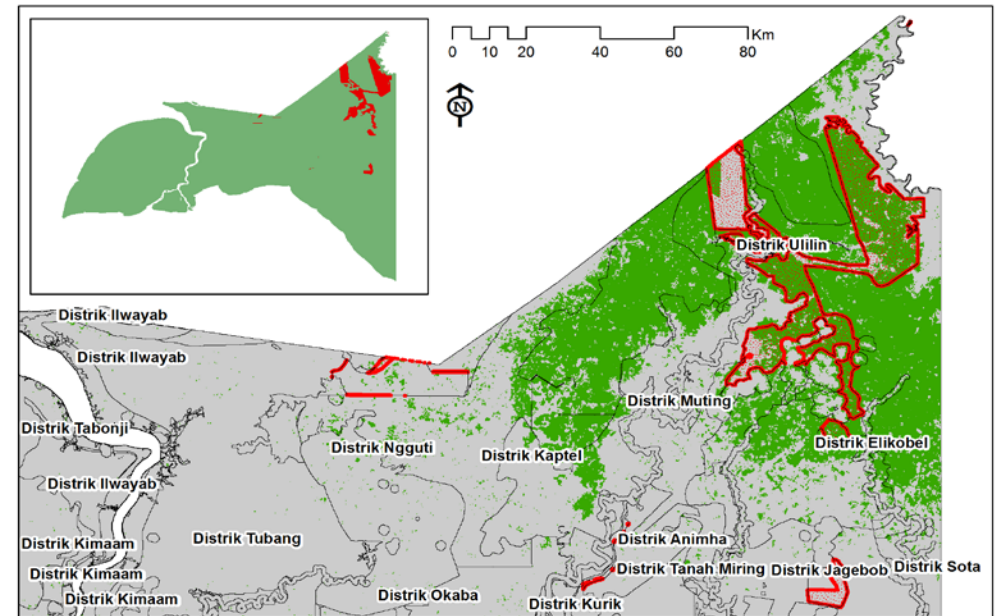 Km
0 10 20 40 60 80
N
Distrik Ulilin
Distrik Ilwayab
Distrik Ilwayab
Distrik Muting
Distrik Tabonji
Distrik Ngguti
Distrik Elikobel
Distrik Kaptel
Distrik Ilwayab
Distrik Tubang
Distrik Animha
Distrik Kimaam
Distrik Sota
Distrik Tanah Miring
Distrik Jagebob
Distrik Kimaam
Distrik Okaba
Distrik Kimaam
Distrik Kurik